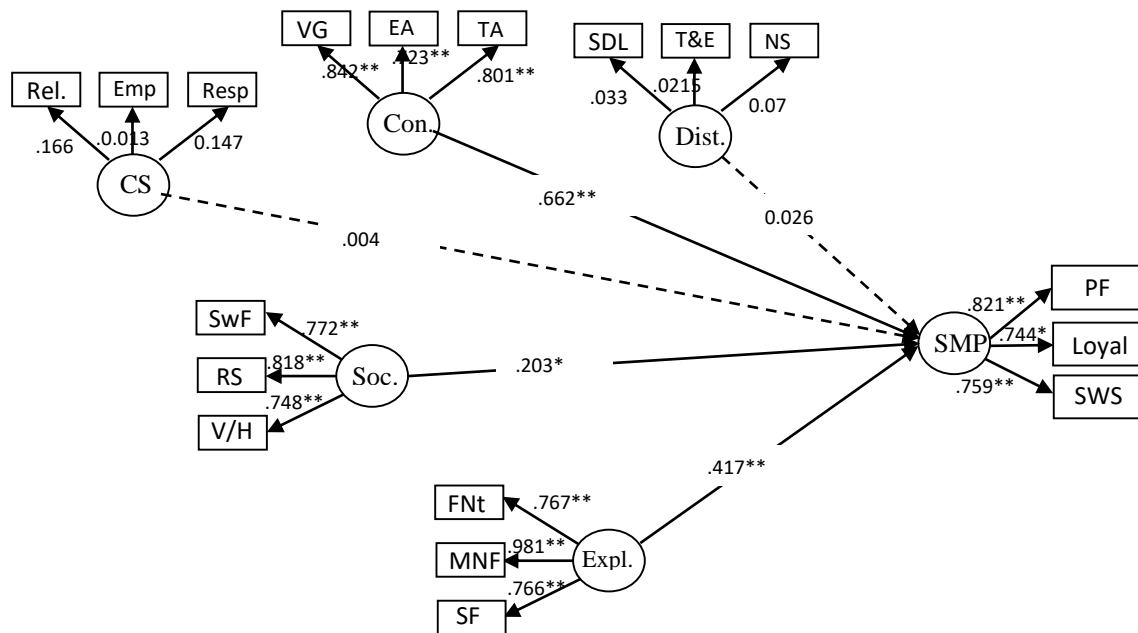 VG
EA
TA
.842**
.801**
SDL
T&E
NS
.033
.0215
0.07
Rel.
Emp
Resp
.166
.0.013
0.147
Con.
Dist.
CS
.662**
0.026
.004
SwF
.772**
RS
.818**
V/H
.748**
Soc.
.203*
SMP
.821**
PF
.744*
Loyal
.759**
SWS
.417**
FNt
.767**
MNF
.981**
SF
.766**
Expl.